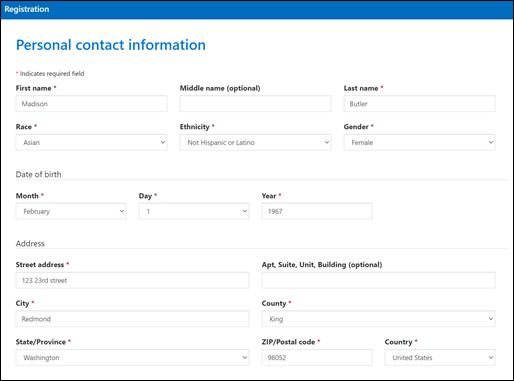 Registration
Personal contact information
* Indicates required field
First name * Middle name (optional) Last name *
Madison Butler
Race * Ethnicity * Gender *
Asian Not Hispanic or Latino Female
Date of birth
Month * Day * Year *
February 1 1967
Address
Street address * Apt, Suite, Unit, Building (optional)
123 23rd street
City * County *
Redmond King
State/Province * ZIP/Postal code * Country *
Washington 98052 United States